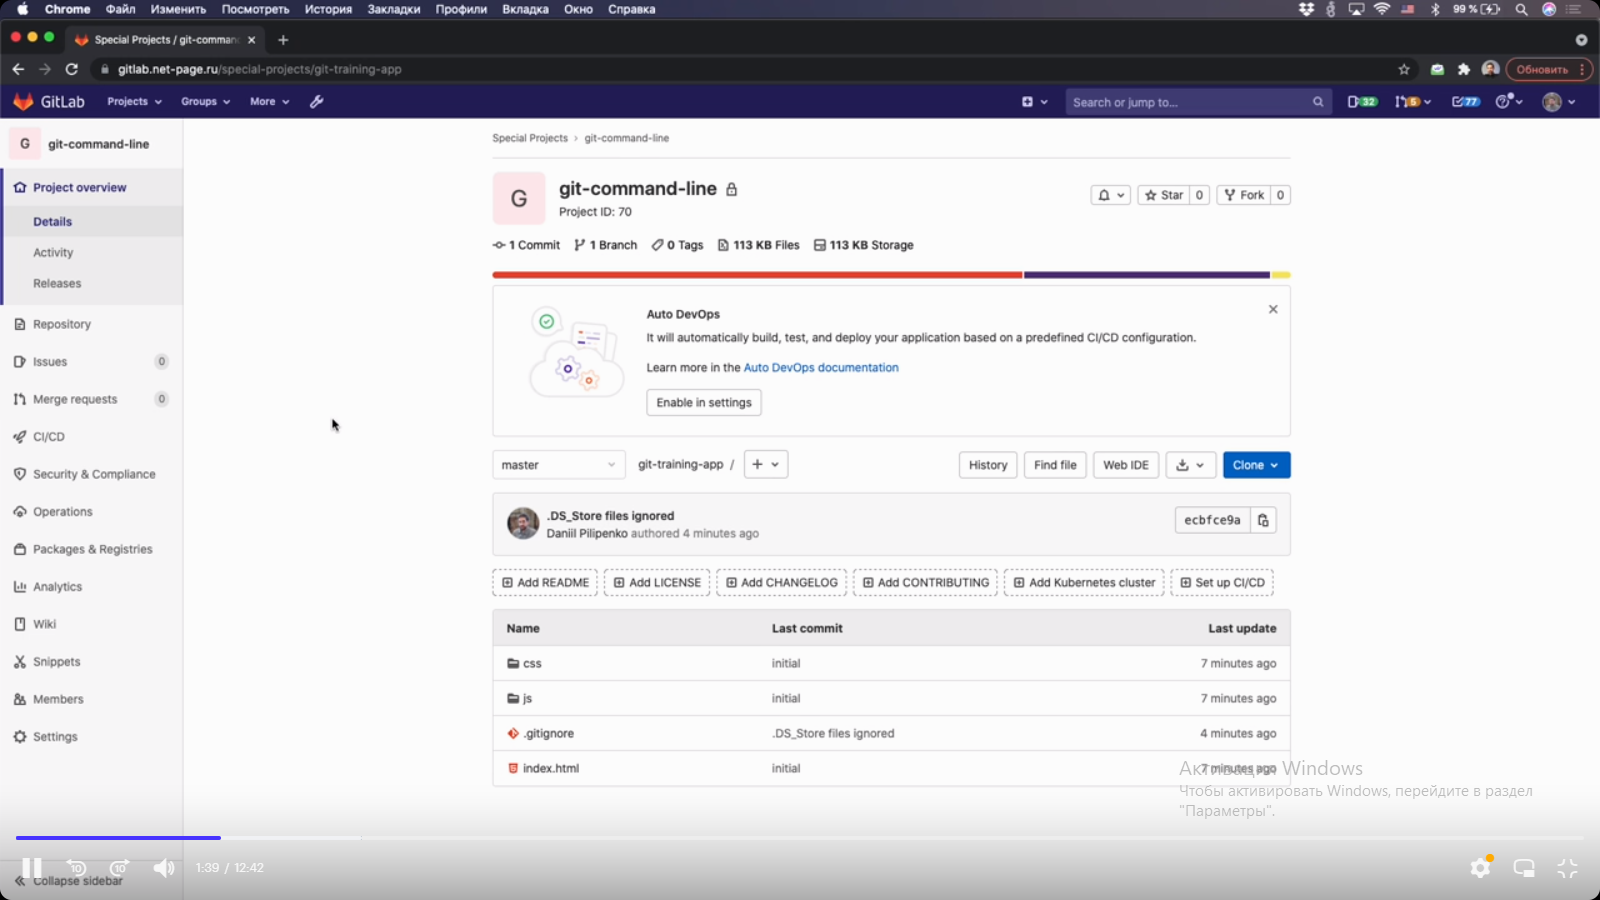 Chrome Файл Изменить Посмотреть История Закладки Профили Вкладка Окно Справка 99 %
Special Projects / git-comman
gitlab.net-page.ru/special-projects/git-training-app Обновить
GitLab Projects Groups More Search or jump to... 32 5 77
G git-command-line
Project overview
Details
Activity
Releases
Repository
Issues 0
Merge requests 0
CI/CD
Security & Compliance
Operations
Packages & Registries
Analytics
Wiki
Snippets
Members
Settings
Collapse sidebar
Special Projects › git-command-line
G
git-command-line
Project ID: 70
Star 0 Fork 0
1 Commit 1 Branch 0 Tags 113 KB Files 113 KB Storage
Auto DevOps
It will automatically build, test, and deploy your application based on a predefined CI/CD configuration.
Learn more in the Auto DevOps documentation
Enable in settings
master git-training-app / + History Find file Web IDE Clone
.DS_Store files ignored
Daniil Pilipenko authored 4 minutes ago
ecbfce9a
Add README Add LICENSE Add CHANGELOG Add CONTRIBUTING Add Kubernetes cluster Set up CI/CD
Name Last commit Last update
css initial 7 minutes ago
js initial 7 minutes ago
.gitignore .DS_Store files ignored 4 minutes ago
index.html initial 7 minutes ago
Активация Windows
Чтобы активировать Windows, перейдите в раздел
"Параметры".
10 10 1:39 / 12:42